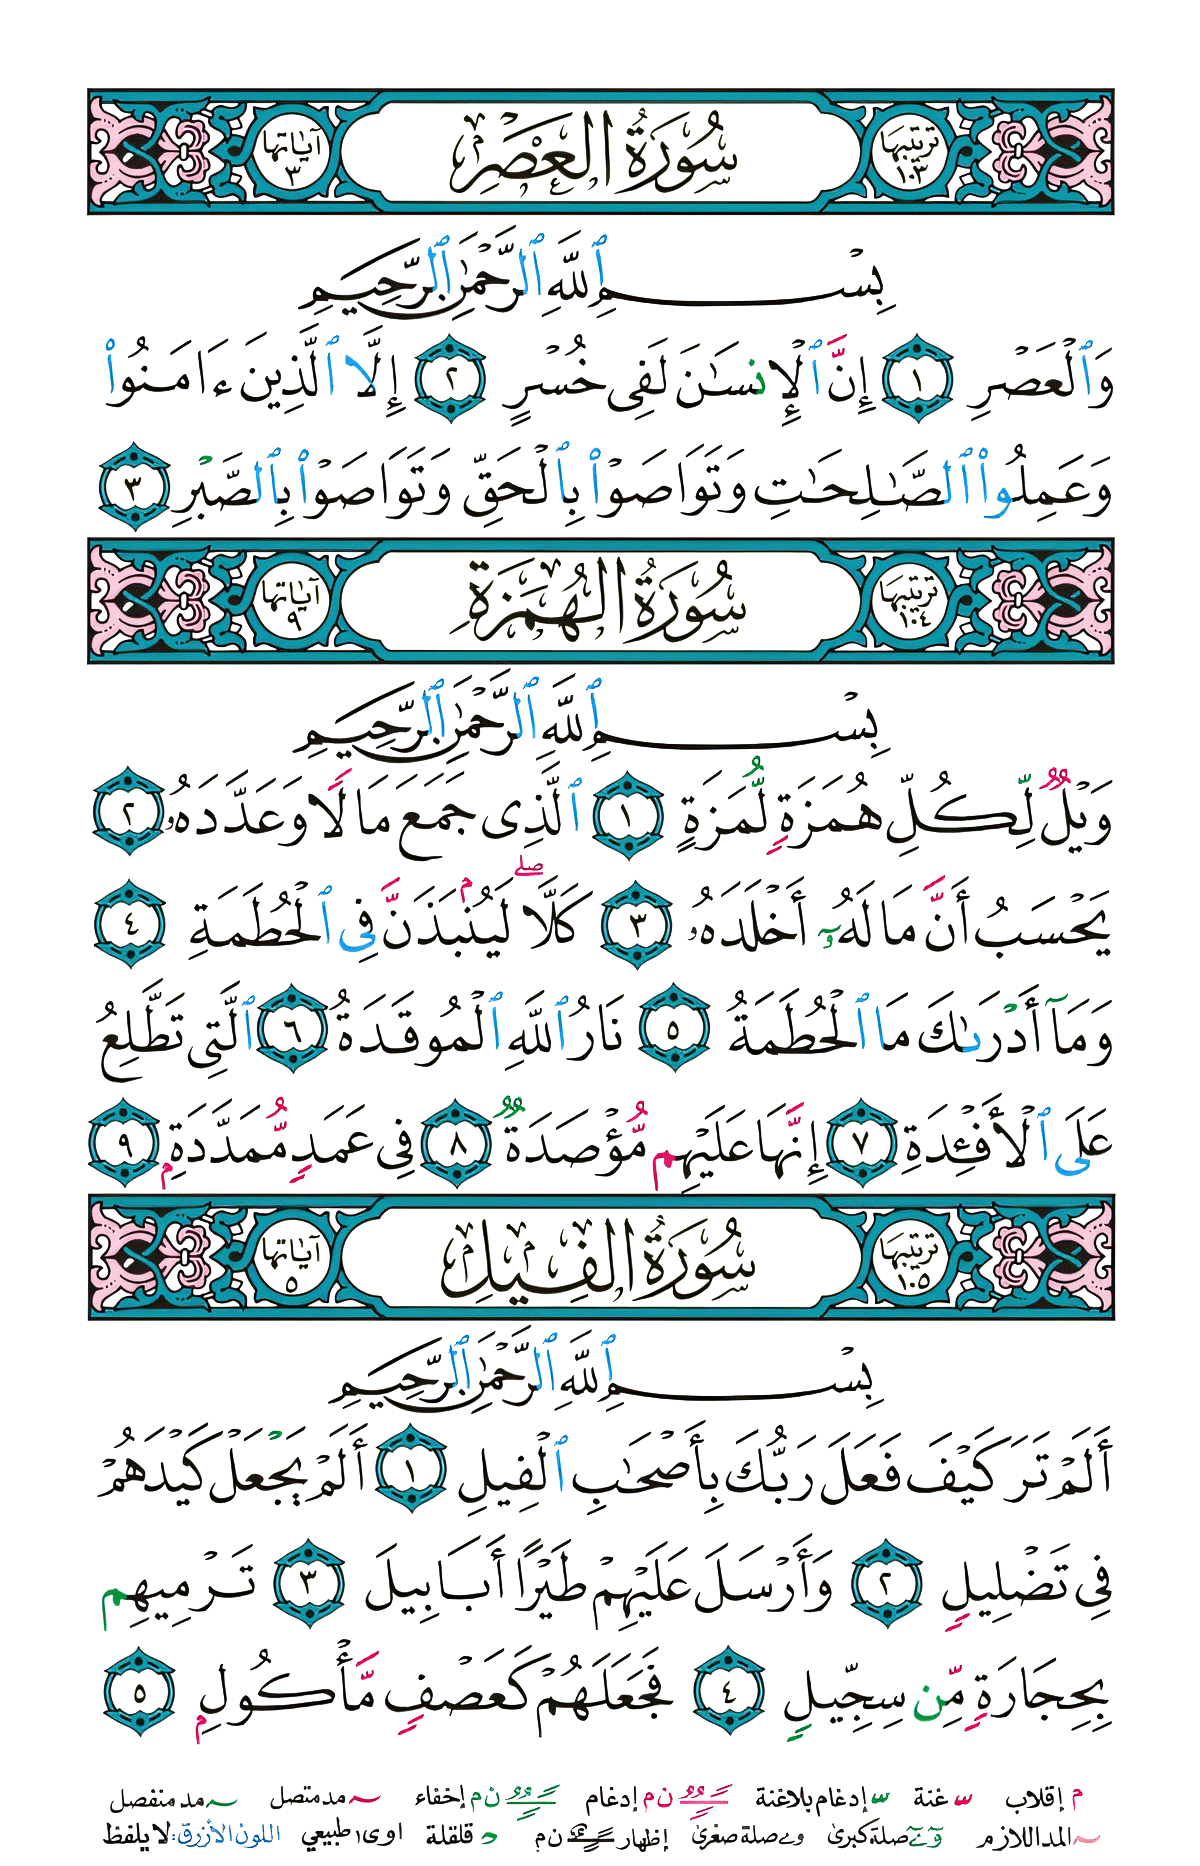 ترتيبها ١٠٣ سُورَةُ العَصْرِ آياتها ٣
بِسْمِ ٱللَّهِ ٱلرَّحْمَٰنِ ٱلرَّحِيمِ
وَٱلْعَصْرِ ١ إِنَّ ٱلْإِنسَٰنَ لَفِى خُسْرٍ ٢ إِلَّا ٱلَّذِينَ ءَامَنُوا۟
وَعَمِلُوا۟ ٱلصَّٰلِحَٰتِ وَتَوَاصَوْا۟ بِٱلْحَقِّ وَتَوَاصَوْا۟ بِٱلصَّبْرِ ٣
ترتيبها ١٠٤ سُورَةُ الهُمَزَةِ آياتها ٩
بِسْمِ ٱللَّهِ ٱلرَّحْمَٰنِ ٱلرَّحِيمِ
وَيْلٌ لِّكُلِّ هُمَزَةٍ لُّمَزَةٍ ١ ٱلَّذِى جَمَعَ مَالًا وَعَدَّدَهُۥ ٢
يَحْسَبُ أَنَّ مَالَهُۥٓ أَخْلَدَهُۥ ٣ كَلَّا ۖ لَيُنۢبَذَنَّ فِى ٱلْحُطَمَةِ ٤
وَمَآ أَدْرَىٰكَ مَا ٱلْحُطَمَةُ ٥ نَارُ ٱللَّهِ ٱلْمُوقَدَةُ ٦ ٱلَّتِى تَطَّلِعُ
عَلَى ٱلْأَفْـِٔدَةِ ٧ إِنَّهَا عَلَيْهِم مُّؤْصَدَةٌ ٨ فِى عَمَدٍ مُّمَدَّدَةٍۭ ٩
ترتيبها ١٠٥ سُورَةُ الفِيلِ آياتها ٥
بِسْمِ ٱللَّهِ ٱلرَّحْمَٰنِ ٱلرَّحِيمِ
أَلَمْ تَرَ كَيْفَ فَعَلَ رَبُّكَ بِأَصْحَٰبِ ٱلْفِيلِ ١ أَلَمْ يَجْعَلْ كَيْدَهُمْ
فِى تَضْلِيلٍ ٢ وَأَرْسَلَ عَلَيْهِمْ طَيْرًا أَبَابِيلَ ٣ تَرْمِيهِم
بِحِجَارَةٍ مِّن سِجِّيلٍ ٤ فَجَعَلَهُمْ كَعَصْفٍ مَّأْكُولٍۭ ٥
م إقلاب غنة إدغام بلاغنة ن م إدغام ن م إخفاء مد متصل مد منفصل
المد اللازم صلة كبرى و ے صلة صغرى إظهار ن م قلقلة ا و ى طبيعي اللون الأزرق: لا يلفظ